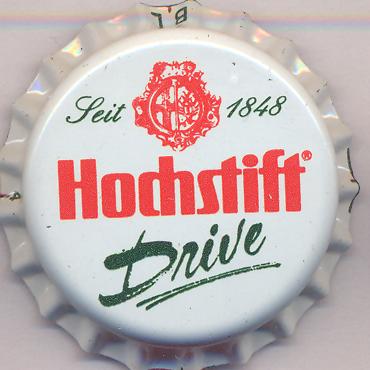 B L
Seit 1848
Hochstift®
Drive